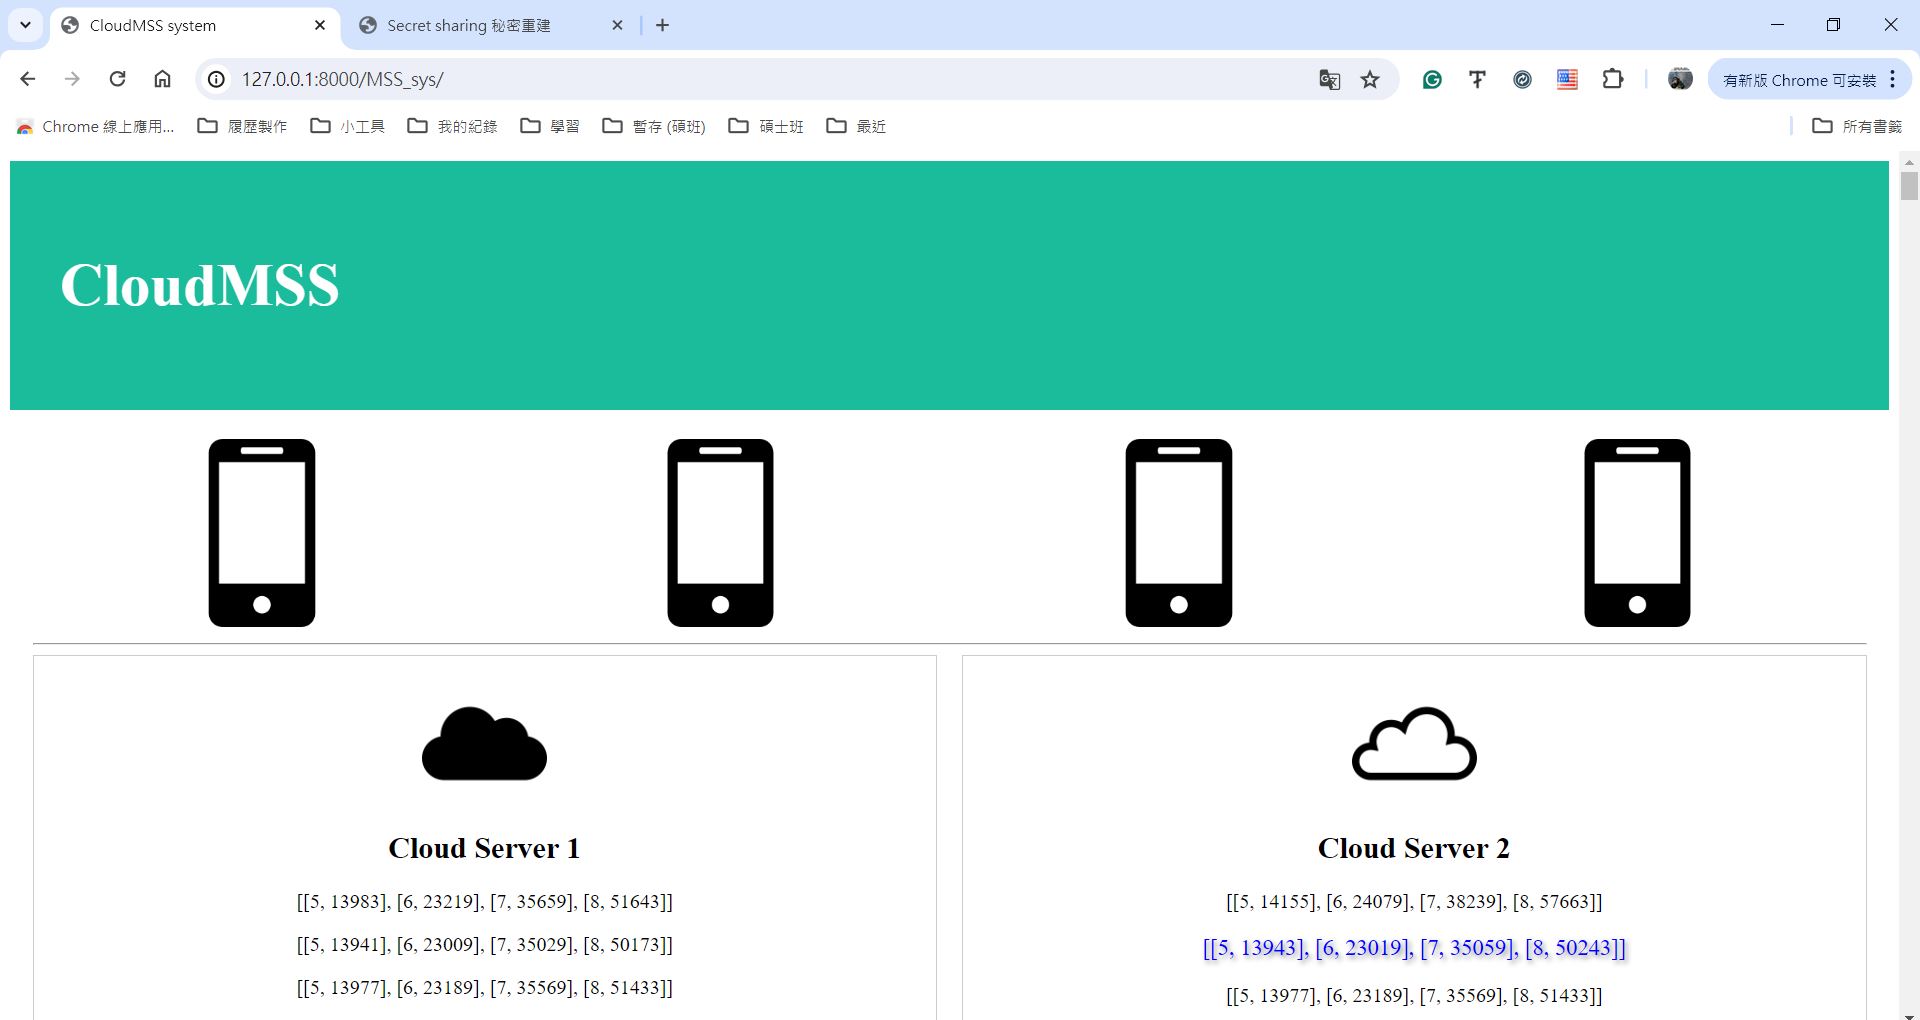 CloudMSS system
Secret sharing 秘密重建
127.0.0.1:8000/MSS_sys/
有新版 Chrome 可安裝
Chrome 線上應用...
履歷製作
小工具
我的紀錄
學習
暫存 (碩班)
碩士班
最近
所有書籤
CloudMSS
Cloud Server 1
[[5, 13983], [6, 23219], [7, 35659], [8, 51643]]
[[5, 13941], [6, 23009], [7, 35029], [8, 50173]]
[[5, 13977], [6, 23189], [7, 35569], [8, 51433]]
Cloud Server 2
[[5, 14155], [6, 24079], [7, 38239], [8, 57663]]
[[5, 13943], [6, 23019], [7, 35059], [8, 50243]]
[[5, 13977], [6, 23189], [7, 35569], [8, 51433]]